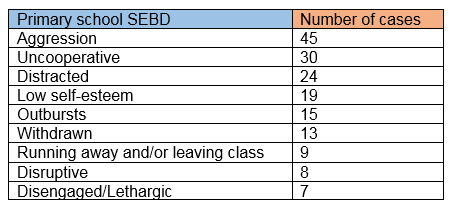 Primary school SEBD Number of cases
Aggression 45
Uncooperative 30
Distracted 24
Low self-esteem 19
Outbursts 15
Withdrawn 13
Running away and/or leaving class 9
Disruptive 8
Disengaged/Lethargic 7